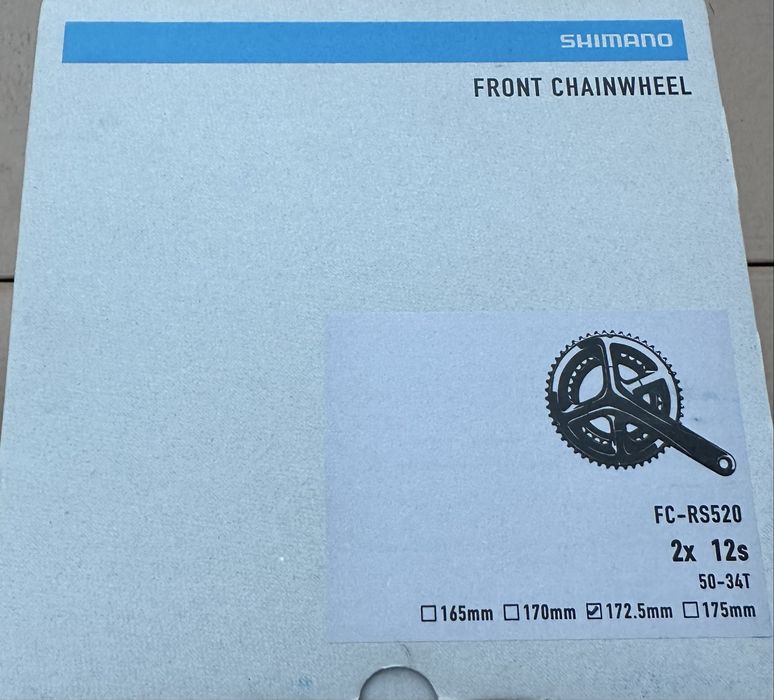 SHIMANO
FRONT CHAINWHEEL
FC-RS520
2x 12s
50-34T
☐165mm ☐170mm ☑172.5mm ☐175mm